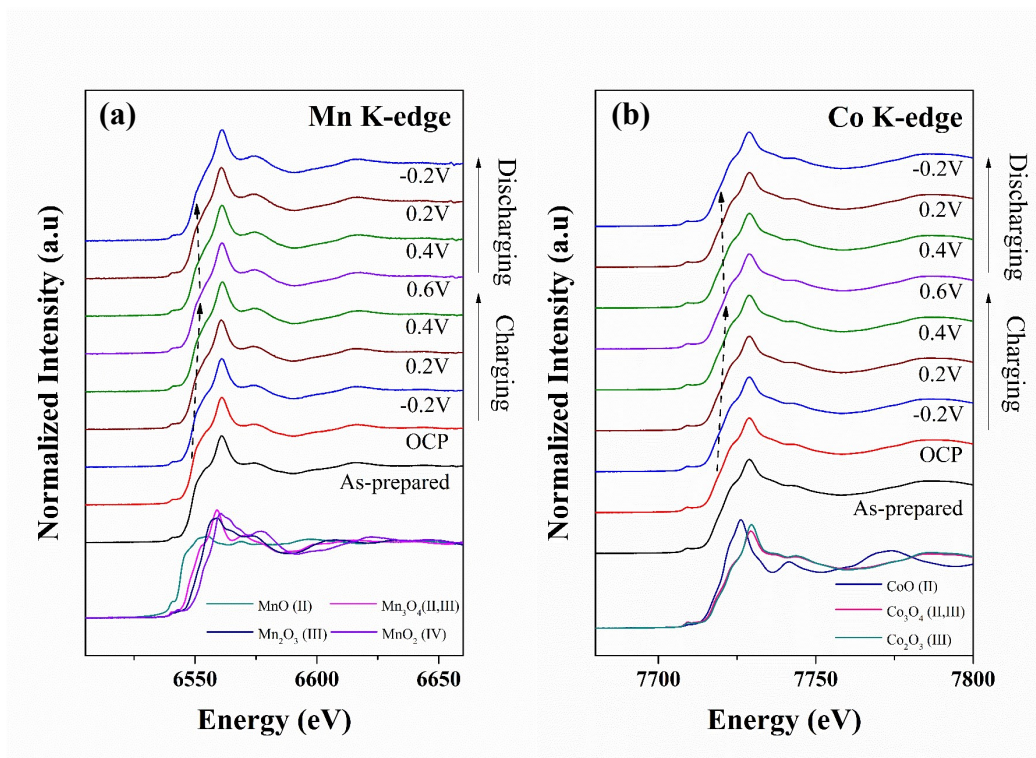 (a)
Mn K-edge
-0.2V
0.2V
0.4V
0.6V
0.4V
0.2V
-0.2V
OCP
As-prepared
MnO (II)
Mn₃O₄(II,III)
Mn₂O₃ (III)
MnO₂ (IV)
Normalized Intensity (a.u)
6550
6600
6650
Energy (eV)
Discharging
Charging
(b)
Co K-edge
-0.2V
0.2V
0.4V
0.6V
0.4V
0.2V
-0.2V
OCP
As-prepared
CoO (II)
Co₃O₄ (II,III)
Co₂O₃ (III)
Normalized Intensity (a.u)
7700
7750
7800
Energy (eV)
Discharging
Charging